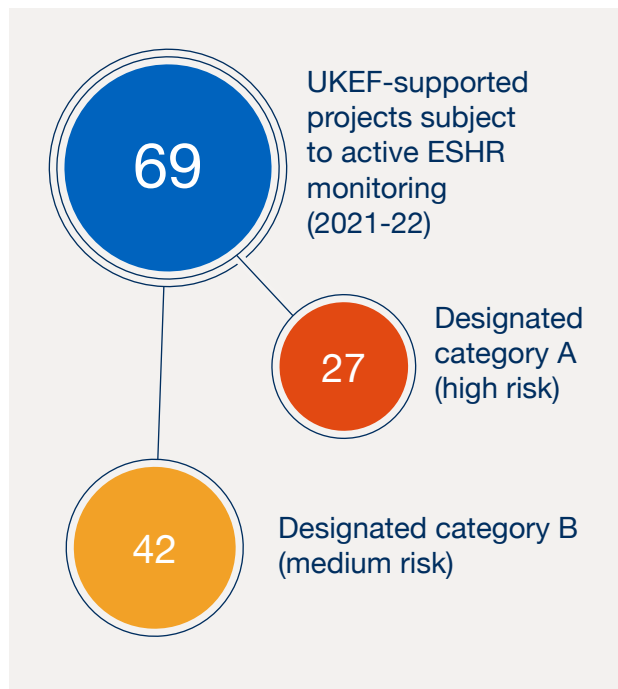 69
UKEF-supported
projects subject
to active ESHR
monitoring
(2021-22)
27
Designated
category A
(high risk)
42
Designated category B
(medium risk)